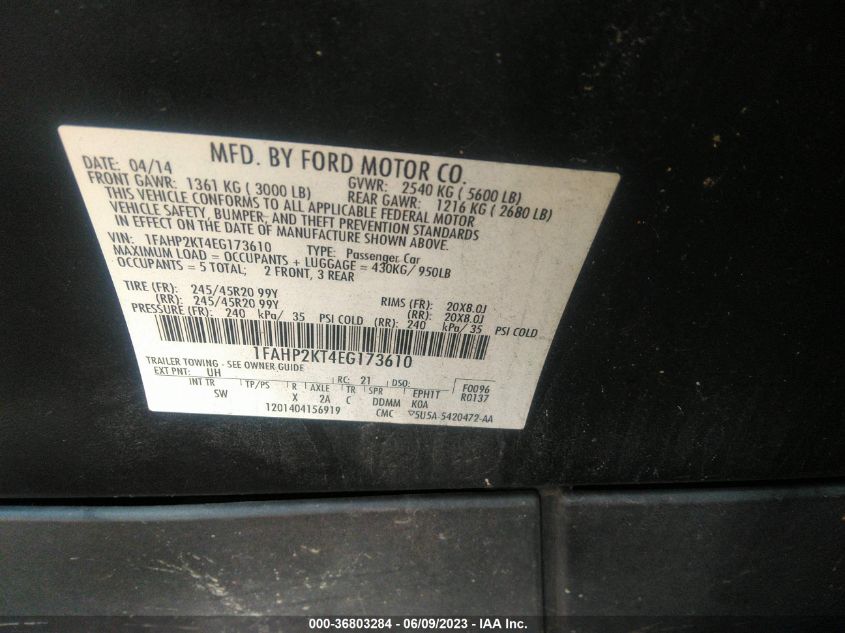 MFD. BY FORD MOTOR CO.
DATE: 04/14 GVWR: 2540 KG ( 5600 LB)
FRONT GAWR: 1361 KG ( 3000 LB) REAR GAWR: 1216 KG ( 2680 LB)
THIS VEHICLE CONFORMS TO ALL APPLICABLE FEDERAL MOTOR
VEHICLE SAFETY, BUMPER, AND THEFT PREVENTION STANDARDS
IN EFFECT ON THE DATE OF MANUFACTURE SHOWN ABOVE.
VIN: 1FAHP2KT4EG173610 TYPE: Passenger Car
MAXIMUM LOAD = OCCUPANTS + LUGGAGE = 430KG/ 950LB
OCCUPANTS = 5 TOTAL; 2 FRONT, 3 REAR
TIRE (FR): 245/45R20 99Y RIMS (FR): 20X8.0J
(RR): 245/45R20 99Y (RR): 20X8.0J
PRESSURE (FR): 240 kPa/ 35 PSI COLD (RR): 240 kPa/ 35 PSI COLD
1FAHP2KT4EG173610
TRAILER TOWING - SEE OWNER GUIDE
EXT PNT: UH RC: 21 DSO: F0096
INT TR TP/PS R AXLE TR SPR EPH1T R0137
SW X 2A C DDMM KOA
1201404156919 CMC ▽5U5A-5420472-AA
000-36803284 - 06/09/2023 - IAA Inc.